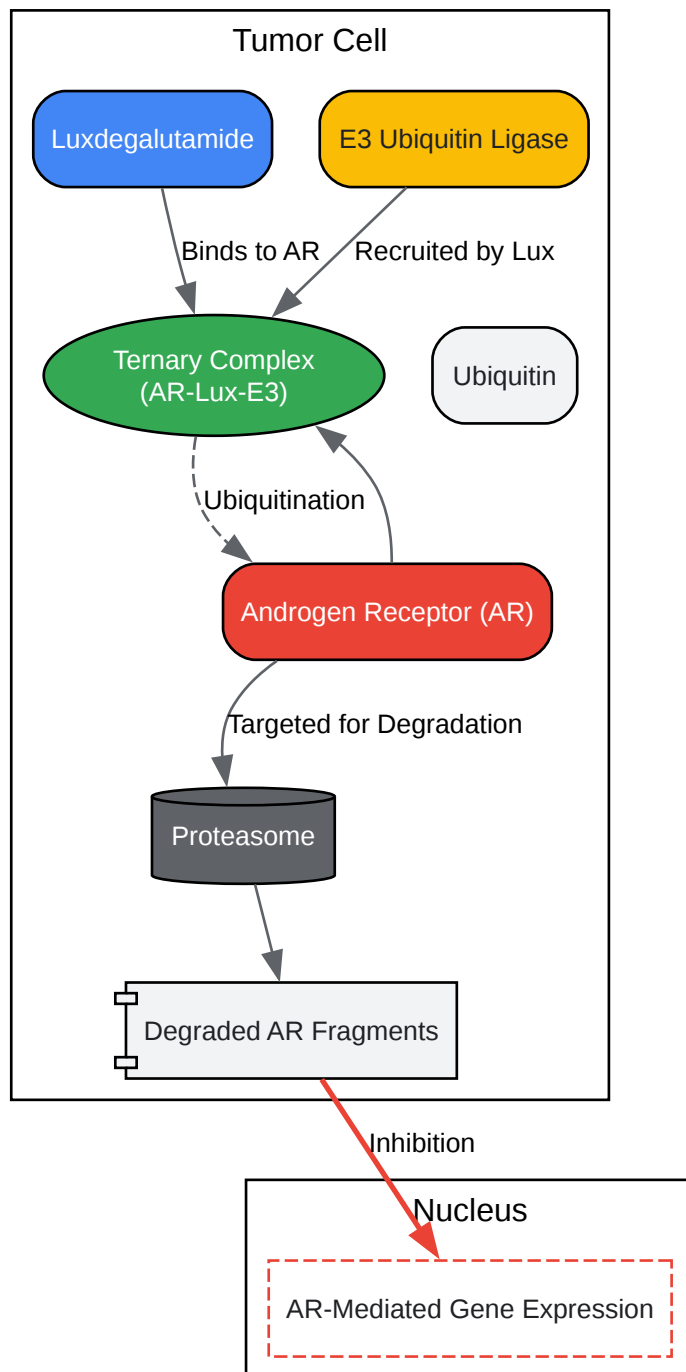 Tumor Cell
Luxdegalutamide
E3 Ubiquitin Ligase
Binds to AR
Recruited by Lux
Ternary Complex
(AR-Lux-E3)
Ubiquitin
Ubiquitination
Androgen Receptor (AR)
Targeted for Degradation
Proteasome
Degraded AR Fragments
Inhibition
Nucleus
AR-Mediated Gene Expression